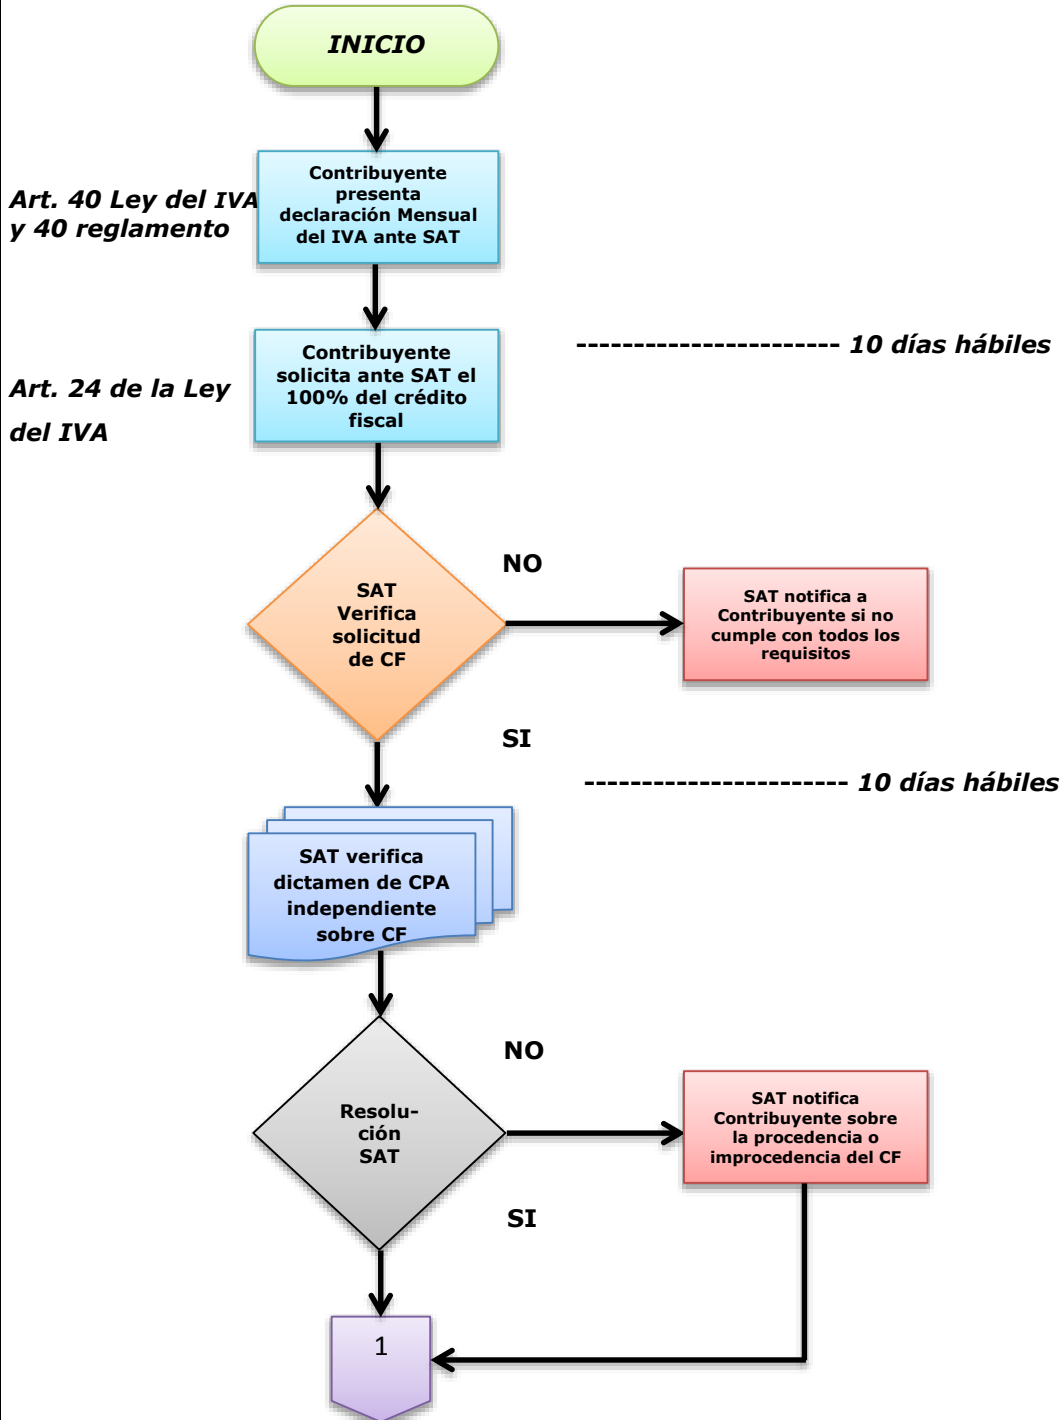 INICIO
Contribuyente
presenta
declaración Mensual
del IVA ante SAT
Art. 40 Ley del IVA
y 40 reglamento
Contribuyente
solicita ante SAT el
100% del crédito
fiscal
----------------------- 10 días hábiles
Art. 24 de la Ley
del IVA
SAT
Verifica
solicitud
de CF
NO
SAT notifica a
Contribuyente si no
cumple con todos los
requisitos
SI
----------------------- 10 días hábiles
SAT verifica
dictamen de CPA
independiente
sobre CF
Resolu-
ción
SAT
NO
SAT notifica
Contribuyente sobre
la procedencia o
improcedencia del CF
SI
1